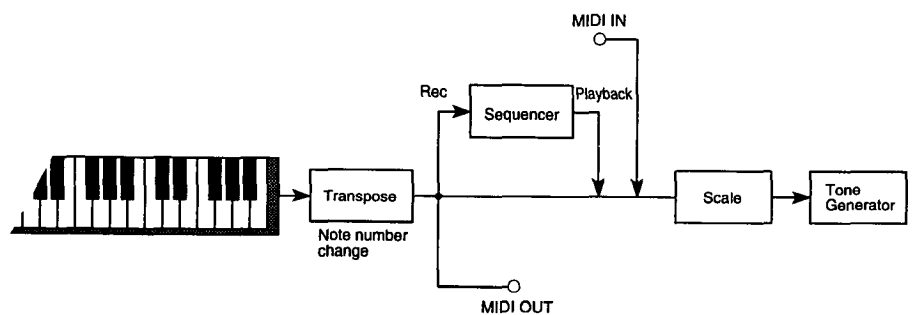 MIDI IN
Rec
Sequencer
Playback
Transpose
Scale
Tone
Generator
Note number
change
MIDI OUT